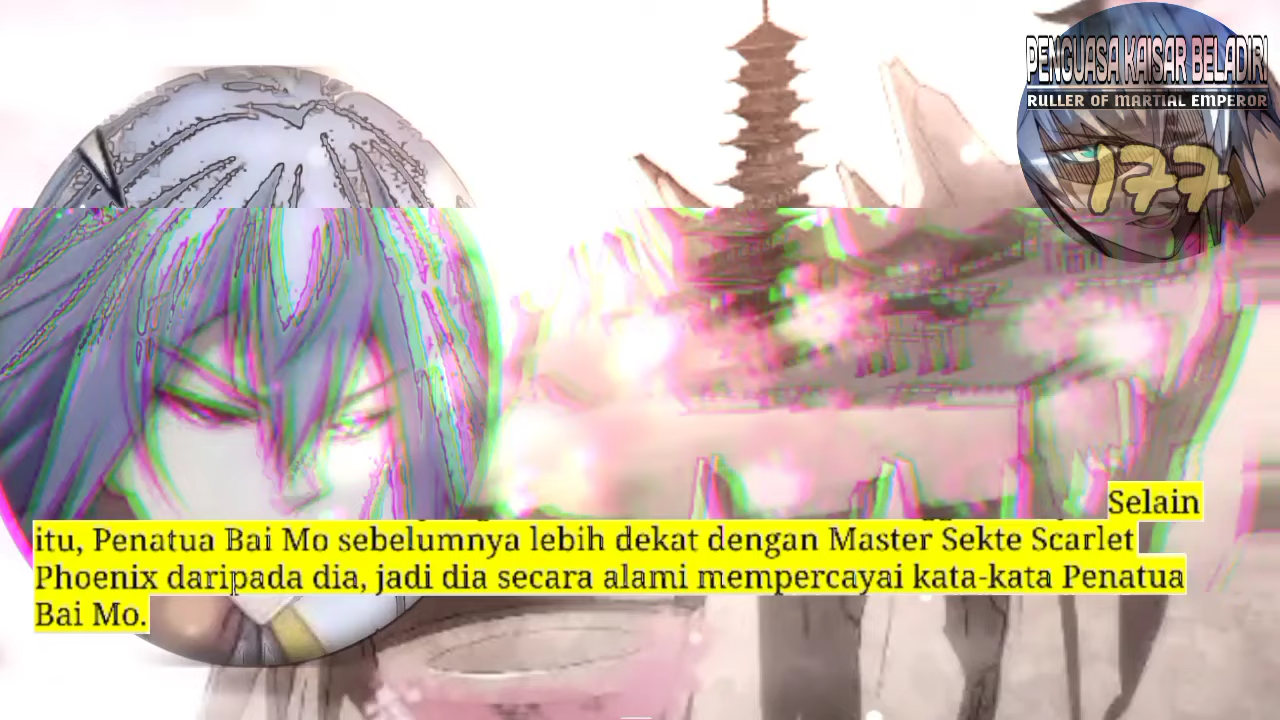 PENGUASA KAISAR BELADIRI
RULLER OF MARTIAL EMPEROR
177
Selain
itu, Penatua Bai Mo sebelumnya lebih dekat dengan Master Sekte Scarlet
Phoenix daripada dia, jadi dia secara alami mempercayai kata-kata Penatua
Bai Mo.